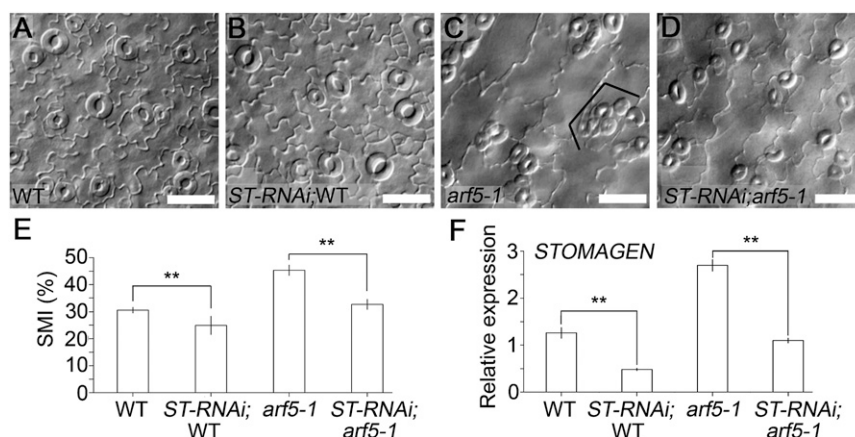 A
B
C
D
WT
ST-RNAi;WT
arf5-1
ST-RNAi;arf5-1
E
SMI (%)
50
40
30
20
10
0
**
**
WT
ST-RNAi;
WT
arf5-1
ST-RNAi;
arf5-1
F
STOMAGEN
Relative expression
3
2
1
0
**
**
WT
ST-RNAi;
WT
arf5-1
ST-RNAi;
arf5-1